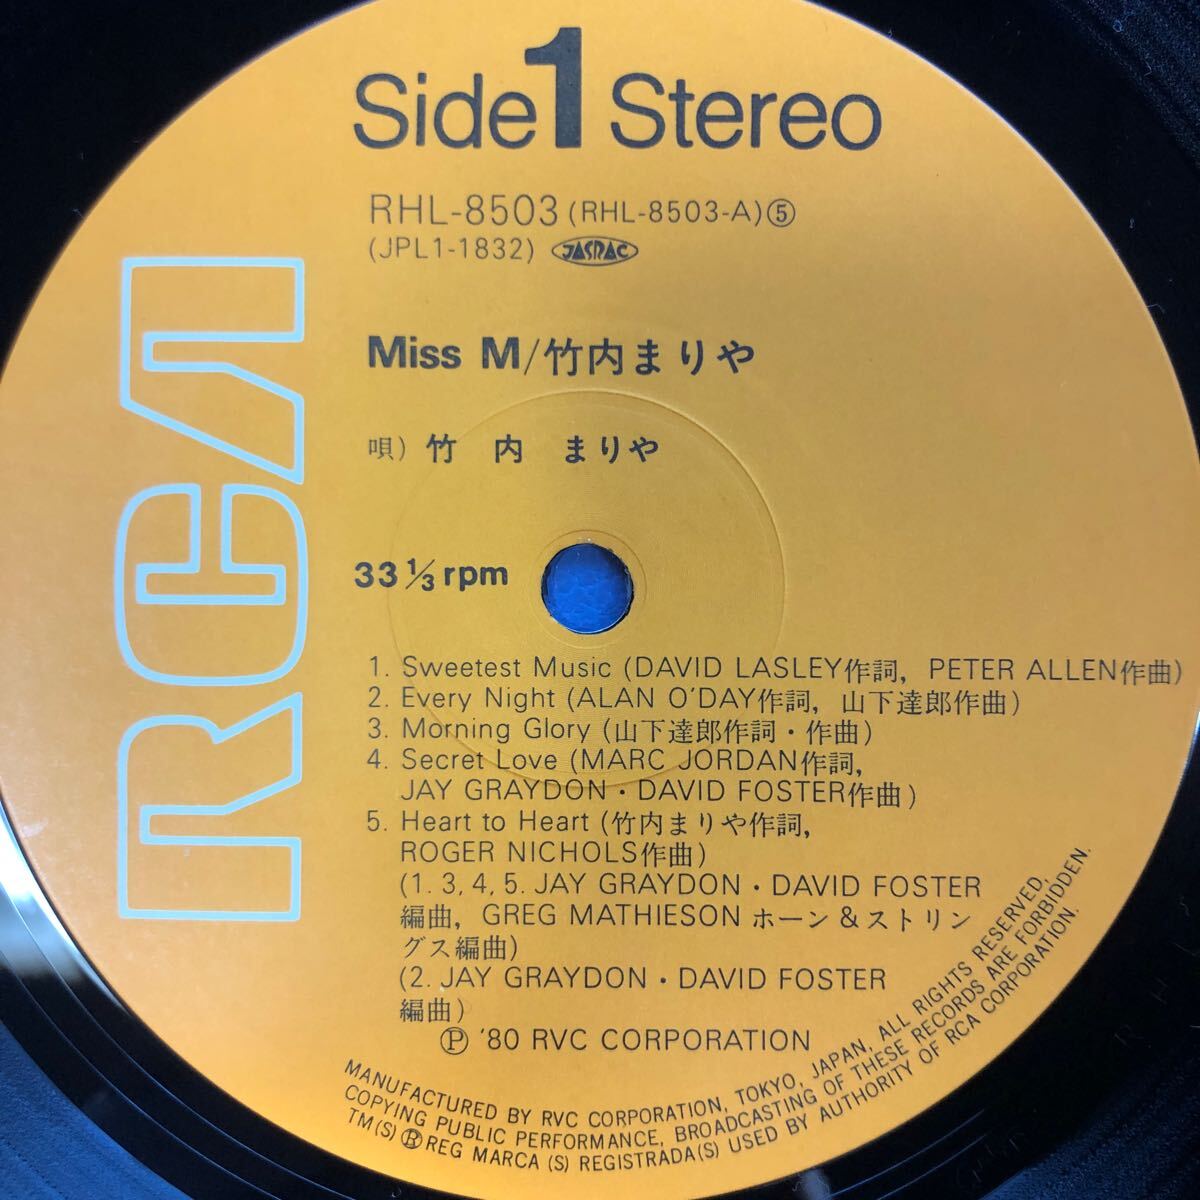 Side 1 Stereo
RHL-8503 (RHL-8503-A)⑤
(JPL1-1832) JASRAC
Miss M/竹内まりや
唄) 竹 内 まりや
33 1/3 rpm
1. Sweetest Music (DAVID LASLEY作詞, PETER ALLEN作曲)
2. Every Night (ALAN O'DAY作詞, 山下達郎作曲)
3. Morning Glory (山下達郎作詞・作曲)
4. Secret Love (MARC JORDAN作詞,
JAY GRAYDON・DAVID FOSTER作曲)
5. Heart to Heart (竹内まりや作詞,
ROGER NICHOLS作曲)
(1. 3, 4, 5. JAY GRAYDON・DAVID FOSTER
編曲, GREG MATHIESON ホーン＆ストリン
グス編曲)
(2. JAY GRAYDON・DAVID FOSTER
編曲)
Ⓟ '80 RVC CORPORATION
MANUFACTURED BY RVC CORPORATION, TOKYO, JAPAN, ALL RIGHTS RESERVED,
COPYING PUBLIC PERFORMANCE, BROADCASTING OF THESE RECORDS ARE FORBIDDEN.
TM(S) ® REG MARCA (S) REGISTRADA(S) USED BY AUTHORITY OF RCA CORPORATION.
RCA